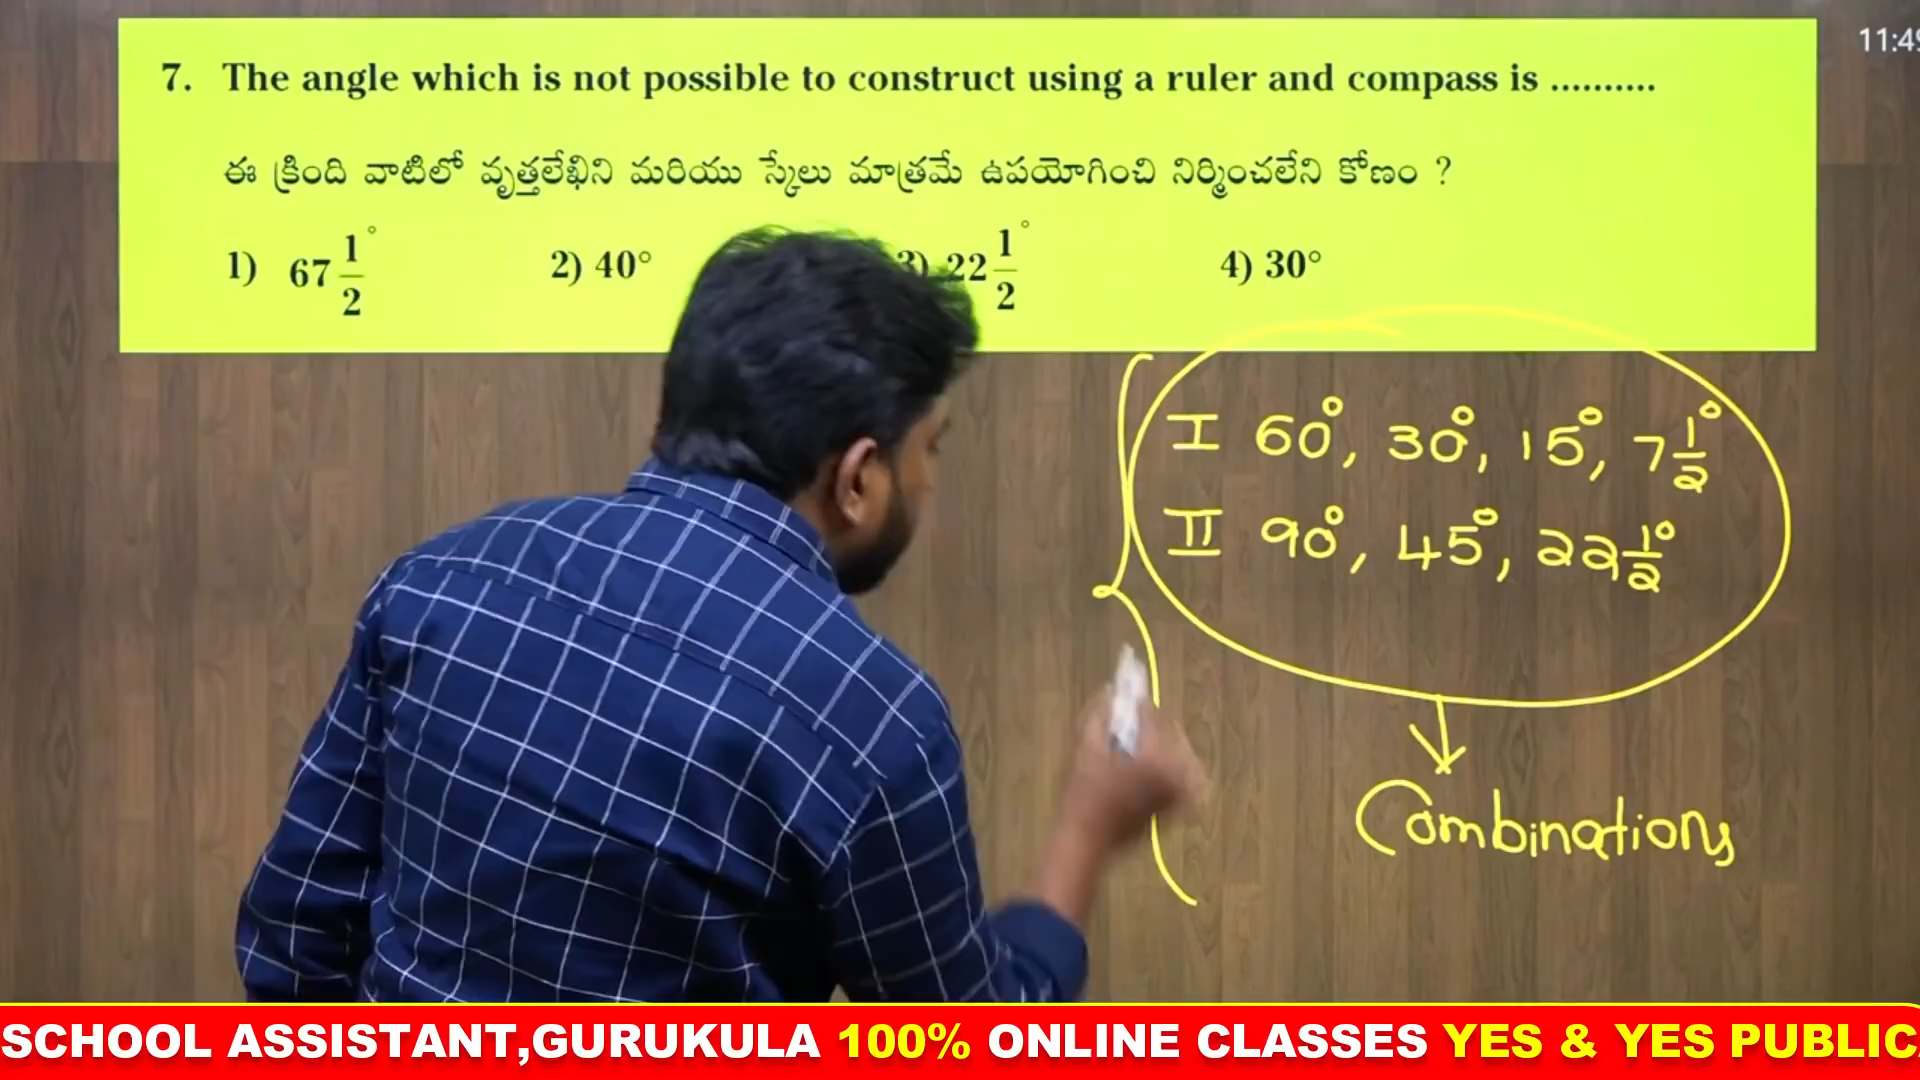 11:4
7. The angle which is not possible to construct using a ruler and compass is ..........
ఈ క్రింది వాటిలో వృత్తలేఖిని మరియు స్కేలు మాత్రమే ఉపయోగించి నిర్మించలేని కోణం ?
1) 67 1/2° 2) 40° 3) 22 1/2° 4) 30°
I 60°, 30°, 15°, 7 1/2°
II 90°, 45°, 22 1/2°
Combinations
SCHOOL ASSISTANT,GURUKULA 100% ONLINE CLASSES YES & YES PUBLIC